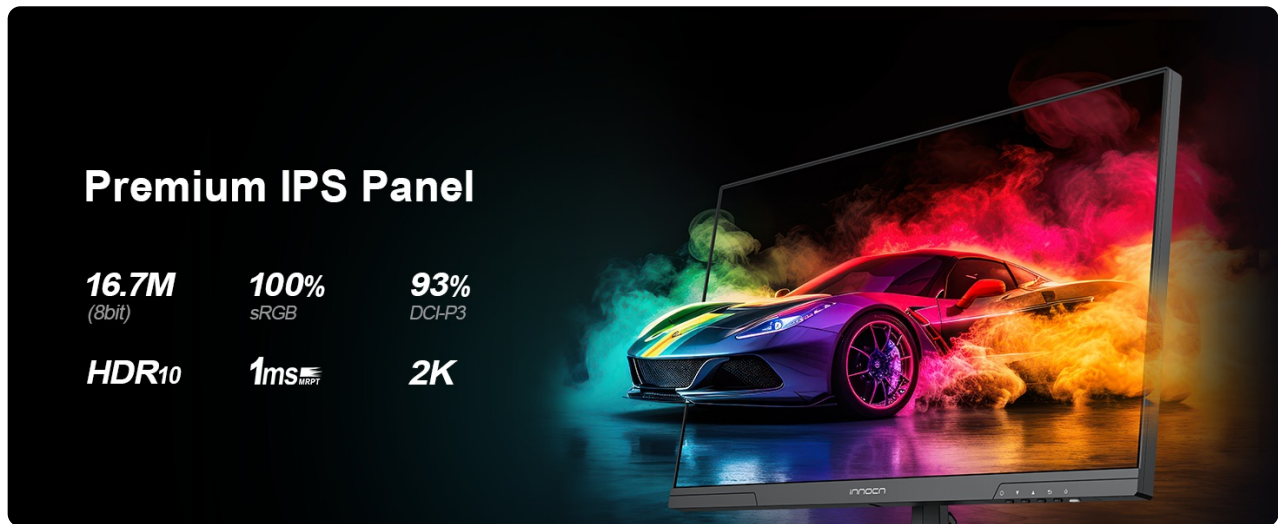 Premium IPS Panel
16.7M 100% 93%
(8bit) sRGB DCI-P3
HDR10 1ms MRPT 2K
INNOCN